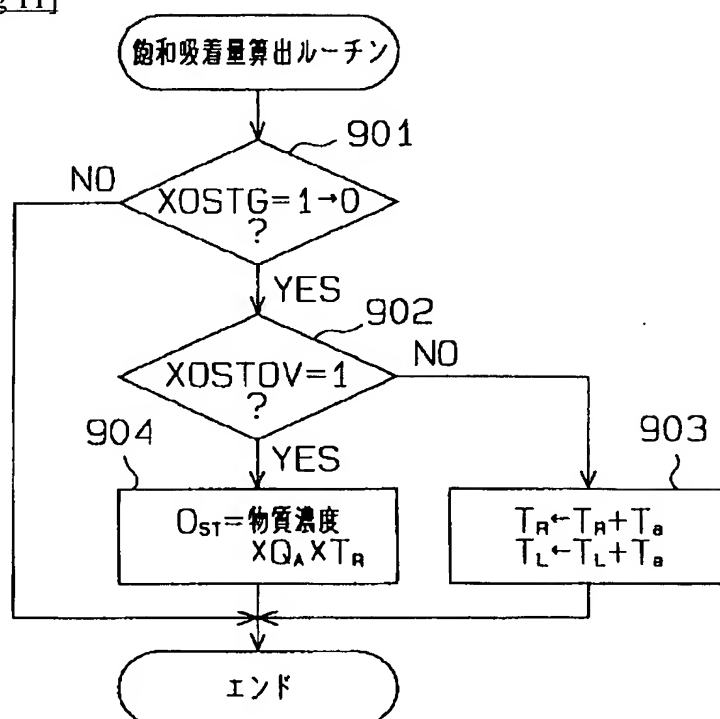 g 11]
飽和吸着量算出ルーチン
901
NO
XOSTG=1→0
?
YES
902
NO
XOSTOV=1
?
904
YES
903
OST=物質濃度
×QA×TR
TR←TR+Ta
TL←TL+Ta
エンド